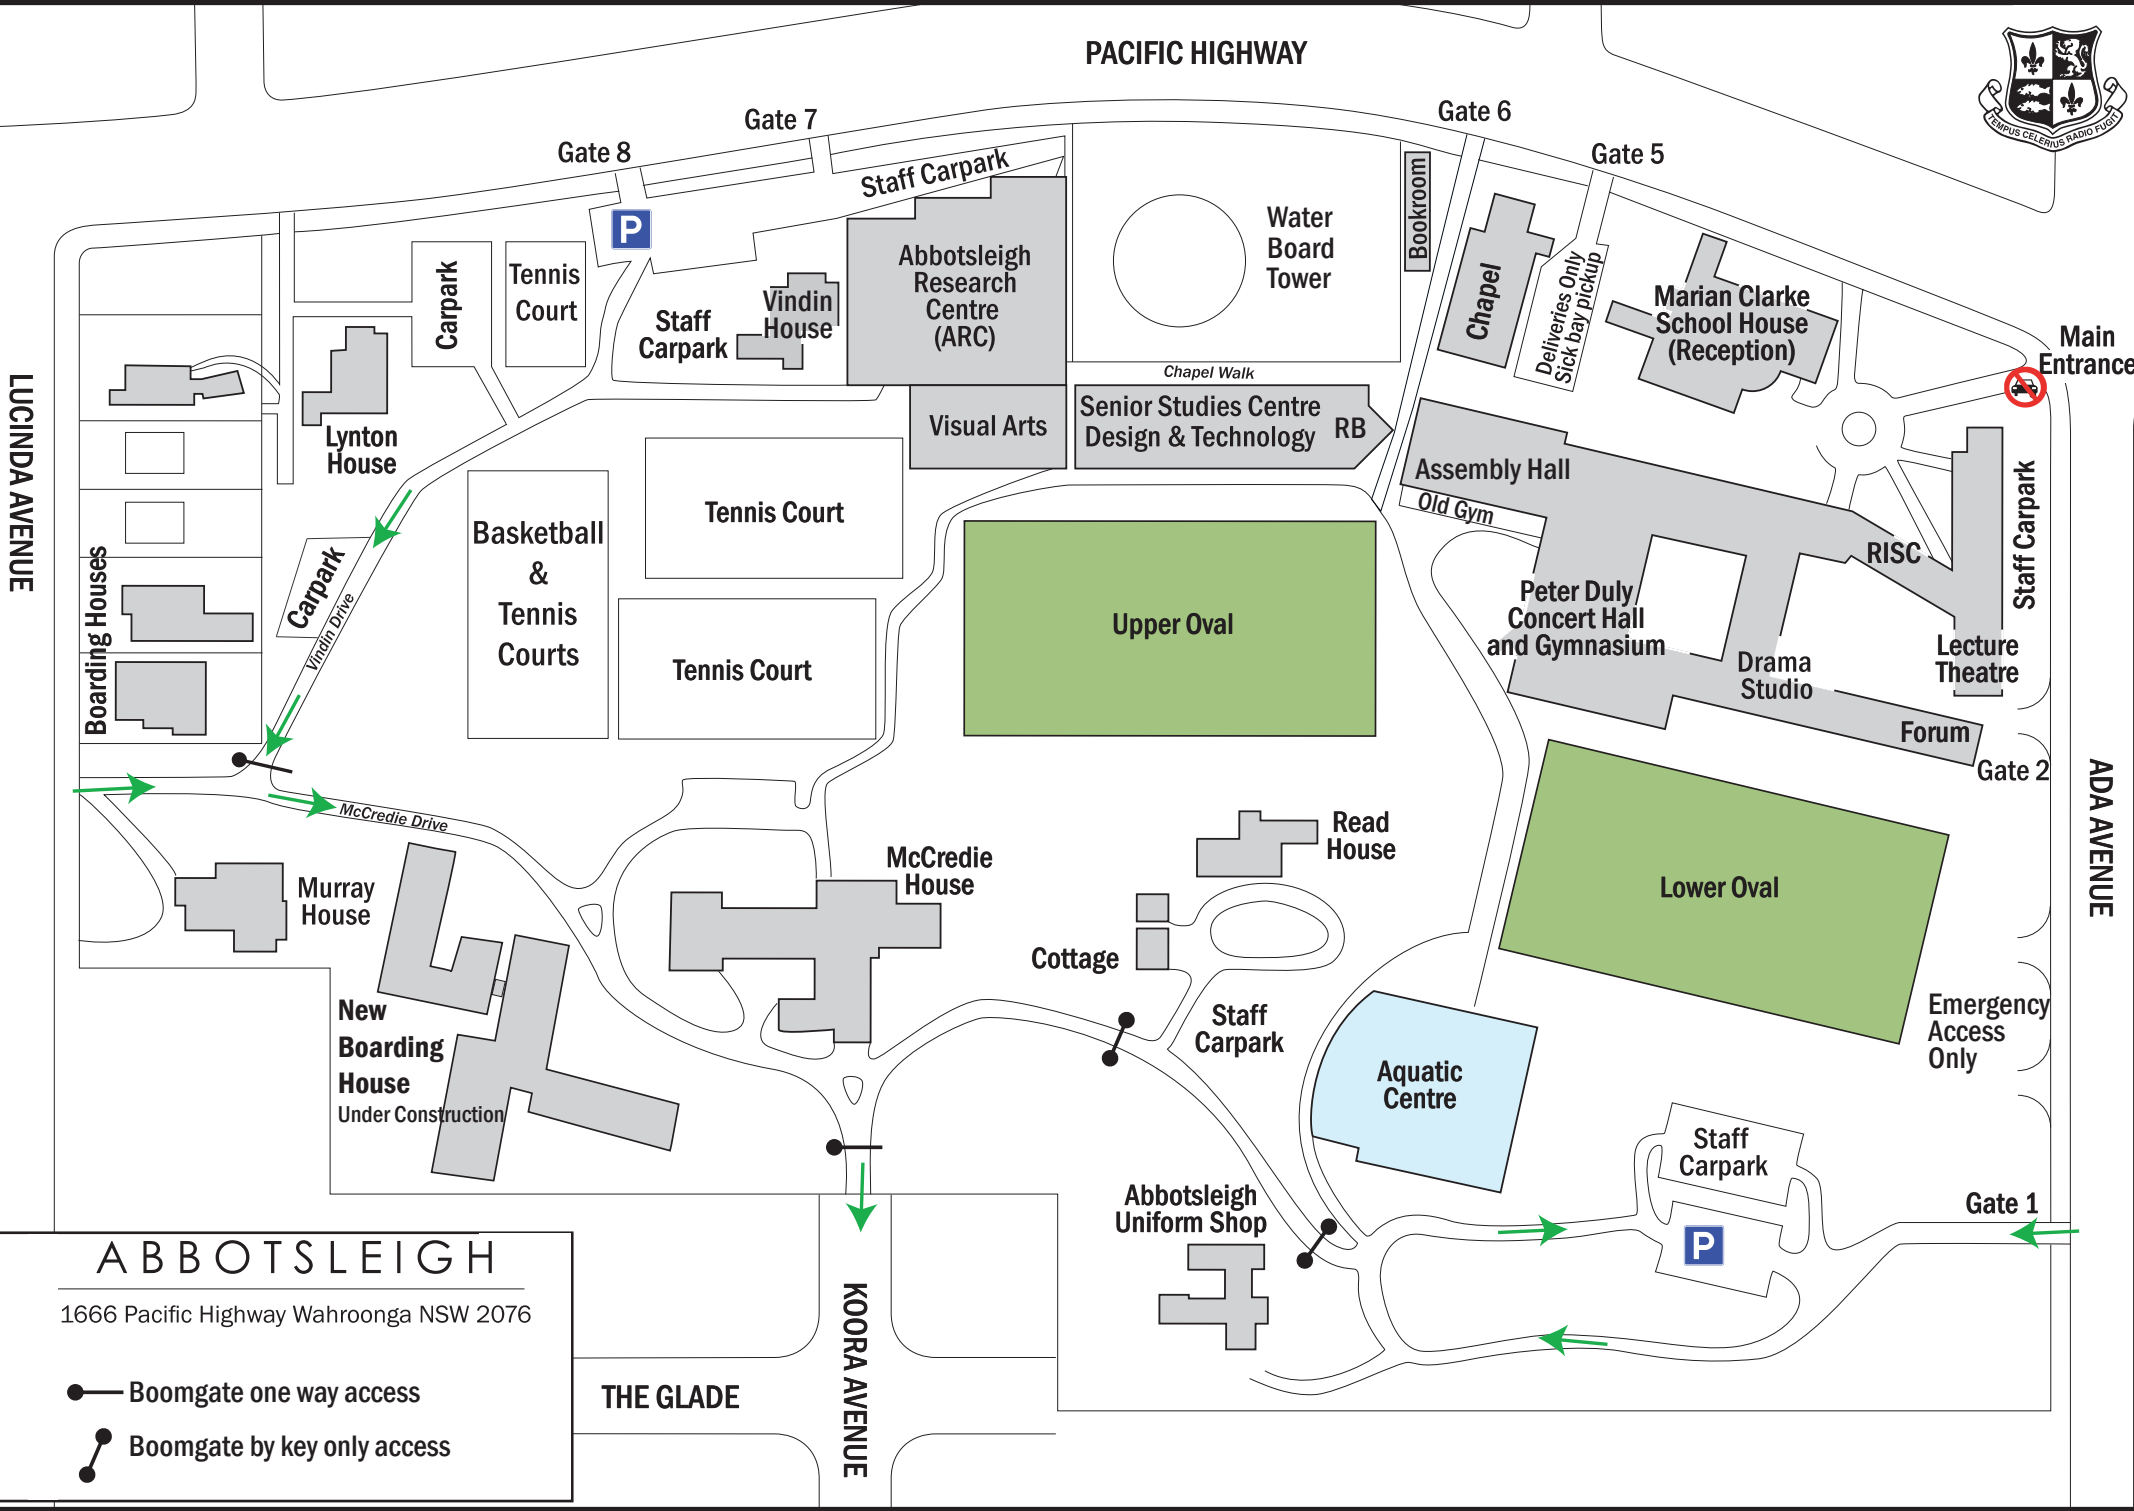 PACIFIC HIGHWAY
TEMPUS CELERIUS RADIO FUGIT
Gate 6
Gate 7
Gate 8
Gate 5
Staff Carpark
P
Bookroom
Water
Board
Tower
Abbotsleigh
Research
Centre
(ARC)
Carpark
Tennis
Court
Vindin
House
Staff
Carpark
Chapel
Deliveries Only
Sick bay pickup
Marian Clarke
School House
(Reception)
Main
Entrance
Chapel Walk
LUCINDA AVENUE
Lynton
House
Visual Arts
Senior Studies Centre
Design & Technology
RB
Assembly Hall
Old Gym
Staff Carpark
Tennis Court
Basketball
&
Tennis
Courts
Carpark
Vindin Drive
Boarding Houses
RISC
Peter Duly
Concert Hall
and Gymnasium
Upper Oval
Tennis Court
Drama
Studio
Lecture
Theatre
Forum
Gate 2
ADA AVENUE
McCredie Drive
Read
House
McCredie
House
Murray
House
Lower Oval
Cottage
New
Boarding
House
Under Construction
Staff
Carpark
Emergency
Access
Only
Aquatic
Centre
Staff
Carpark
Abbotsleigh
Uniform Shop
Gate 1
P
ABBOTSLEIGH
1666 Pacific Highway Wahroonga NSW 2076
Boomgate one way access
Boomgate by key only access
THE GLADE
KOORA AVENUE